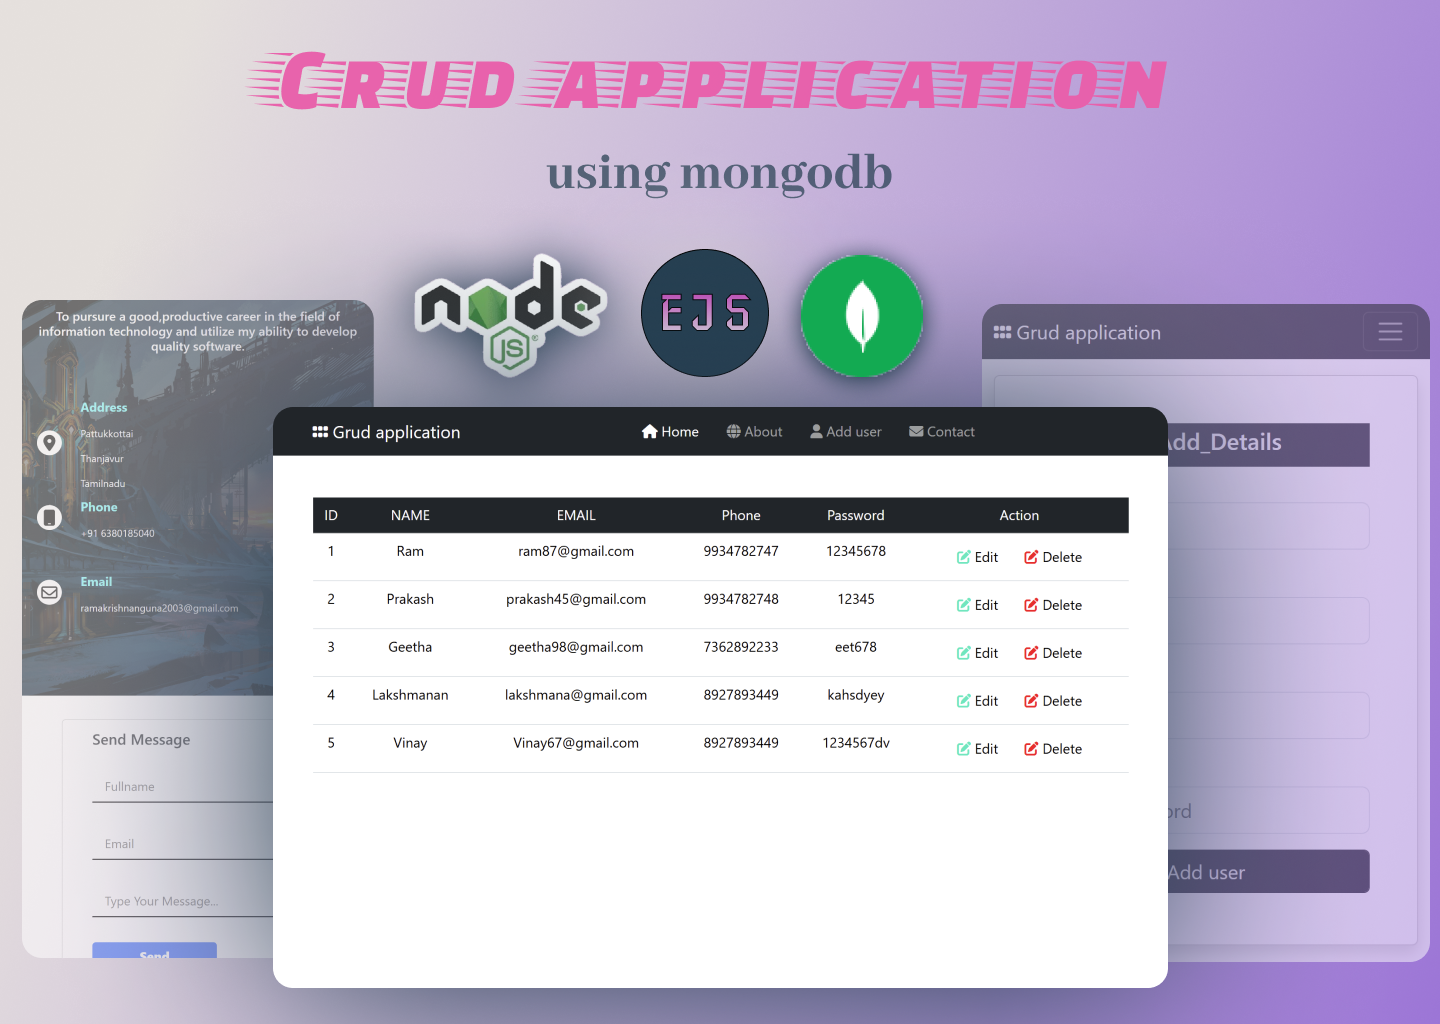 Crud application
using mongodb
node
JS
EJS
To pursure a good,productive career in the field of
information technology and utilize my ability to develop
quality software.
Address
Pattukkottai
Thanjavur
Tamilnadu
Phone
+91 6380185040
Email
ramakrishnanguna2003@gmail.com
Send Message
Fullname
Email
Type Your Message...
Send
Grud application Home About Add user Contact
ID NAME EMAIL Phone Password Action
1 Ram ram87@gmail.com 9934782747 12345678 Edit Delete
2 Prakash prakash45@gmail.com 9934782748 12345 Edit Delete
3 Geetha geetha98@gmail.com 7362892233 eet678 Edit Delete
4 Lakshmanan lakshmana@gmail.com 8927893449 kahsdyey Edit Delete
5 Vinay Vinay67@gmail.com 8927893449 1234567dv Edit Delete
Grud application
Add_Details
ord
Add user